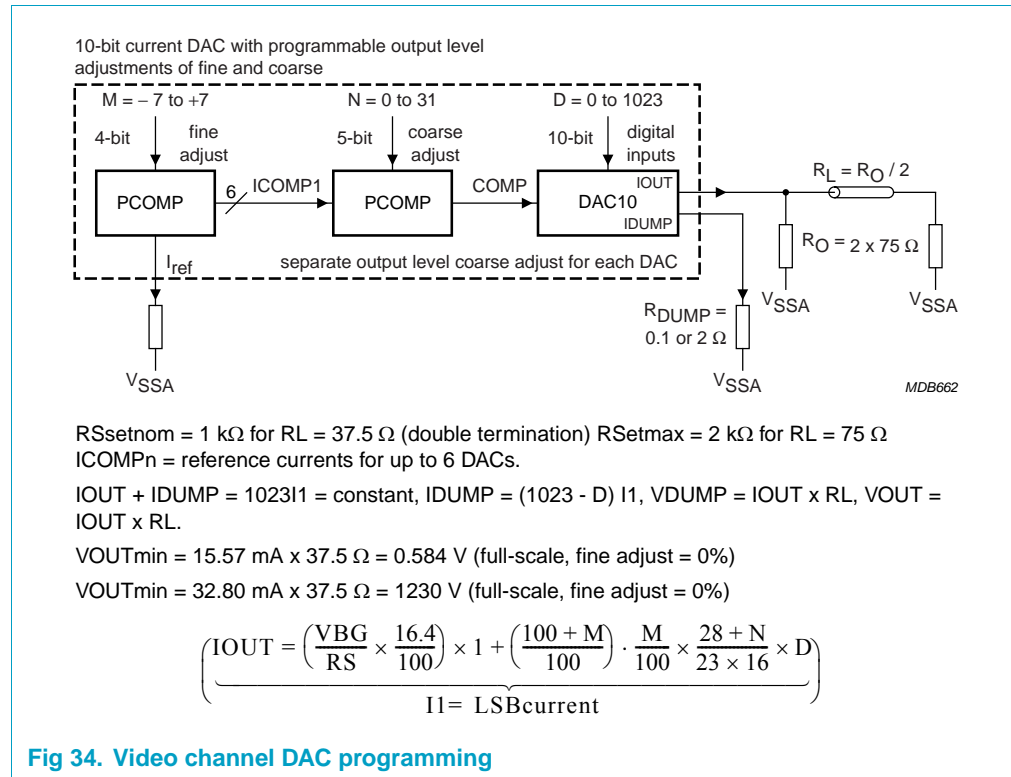 10-bit current DAC with programmable output level
adjustments of fine and coarse
M = − 7 to +7
N = 0 to 31
D = 0 to 1023
4-bit
fine
adjust
5-bit
coarse
adjust
10-bit
digital
inputs
PCOMP
6
ICOMP1
PCOMP
COMP
IOUT
DAC10
IDUMP
RL = RO / 2
RO = 2 x 75 Ω
Iref
separate output level coarse adjust for each DAC
VSSA
VSSA
RDUMP =
0.1 or 2 Ω
VSSA
VSSA
MDB662
RSsetnom = 1 kΩ for RL = 37.5 Ω (double termination) RSetmax = 2 kΩ for RL = 75 Ω
ICOMPn = reference currents for up to 6 DACs.
IOUT + IDUMP = 1023I1 = constant, IDUMP = (1023 - D) I1, VDUMP = IOUT x RL, VOUT =
IOUT x RL.
VOUTmin = 15.57 mA x 37.5 Ω = 0.584 V (full-scale, fine adjust = 0%)
VOUTmin = 32.80 mA x 37.5 Ω = 1230 V (full-scale, fine adjust = 0%)
(IOUT = (VBG/RS × 16.4/100) × 1 + ((100 + M)/100) · M/100 × (28 + N)/(23 × 16) × D)
I1= LSBcurrent
Fig 34. Video channel DAC programming